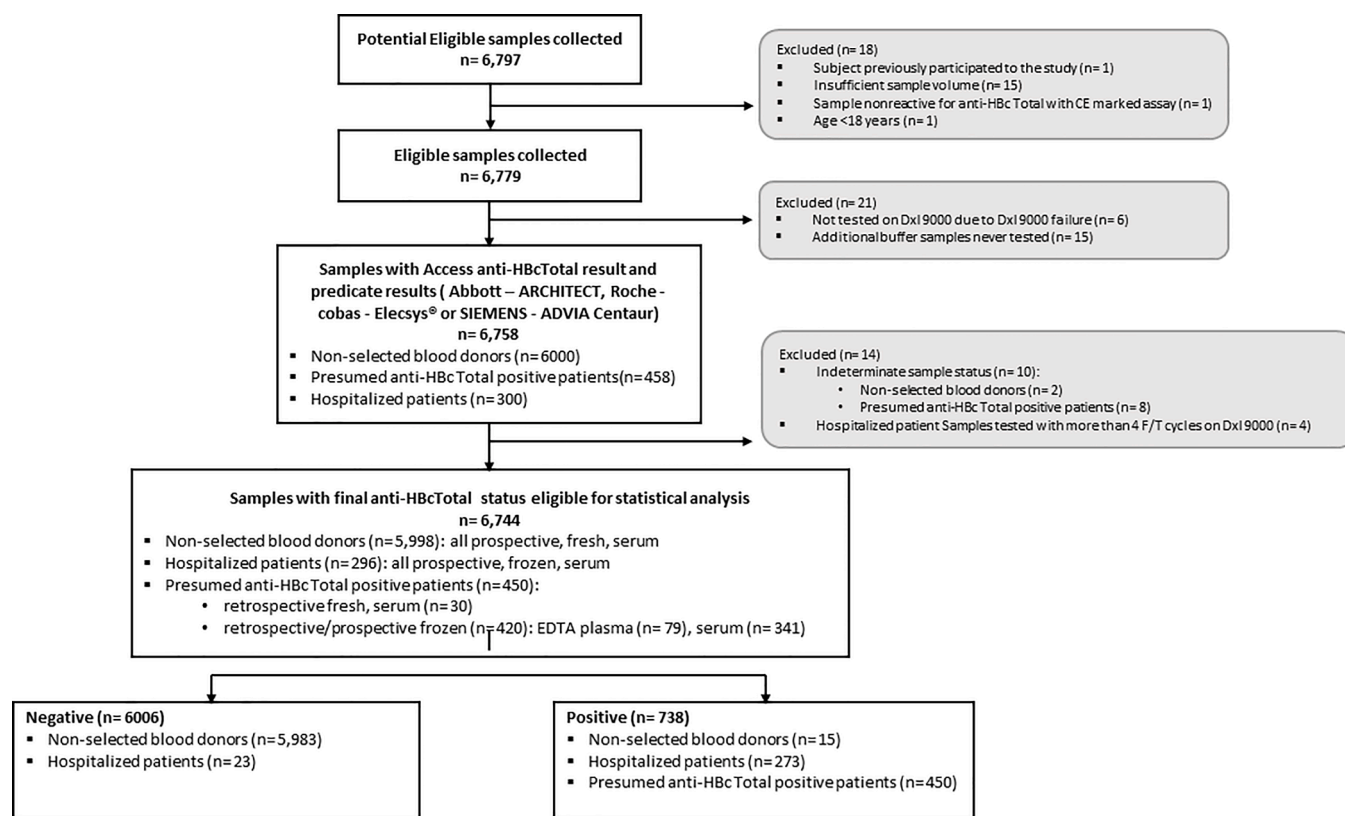 Potential Eligible samples collected
n= 6,797
Excluded (n= 18)
▪ Subject previously participated to the study (n= 1)
▪ Insufficient sample volume (n= 15)
▪ Sample nonreactive for anti-HBc Total with CE marked assay (n= 1)
▪ Age <18 years (n= 1)
Eligible samples collected
n= 6,779
Excluded (n= 21)
▪ Not tested on DxI 9000 due to DxI 9000 failure (n= 6)
▪ Additional buffer samples never tested (n= 15)
Samples with Access anti-HBcTotal result and
predicate results ( Abbott – ARCHITECT, Roche -
cobas - Elecsys® or SIEMENS - ADVIA Centaur)
n= 6,758
▪ Non-selected blood donors (n=6000)
▪ Presumed anti-HBc Total positive patients(n=458)
▪ Hospitalized patients (n=300)
Excluded (n= 14)
▪ Indeterminate sample status (n= 10):
• Non-selected blood donors (n= 2)
• Presumed anti-HBc Total positive patients (n= 8)
▪ Hospitalized patient Samples tested with more than 4 F/T cycles on DxI 9000 (n= 4)
Samples with final anti-HBcTotal status eligible for statistical analysis
n= 6,744
▪ Non-selected blood donors (n=5,998): all prospective, fresh, serum
▪ Hospitalized patients (n=296): all prospective, frozen, serum
▪ Presumed anti-HBc Total positive patients (n=450):
• retrospective fresh, serum (n= 30)
• retrospective/prospective frozen (n=420): EDTA plasma (n= 79), serum (n= 341)
Negative (n= 6006)
▪ Non-selected blood donors (n=5,983)
▪ Hospitalized patients (n=23)
Positive (n= 738)
▪ Non-selected blood donors (n=15)
▪ Hospitalized patients (n=273)
▪ Presumed anti-HBc Total positive patients (n=450)